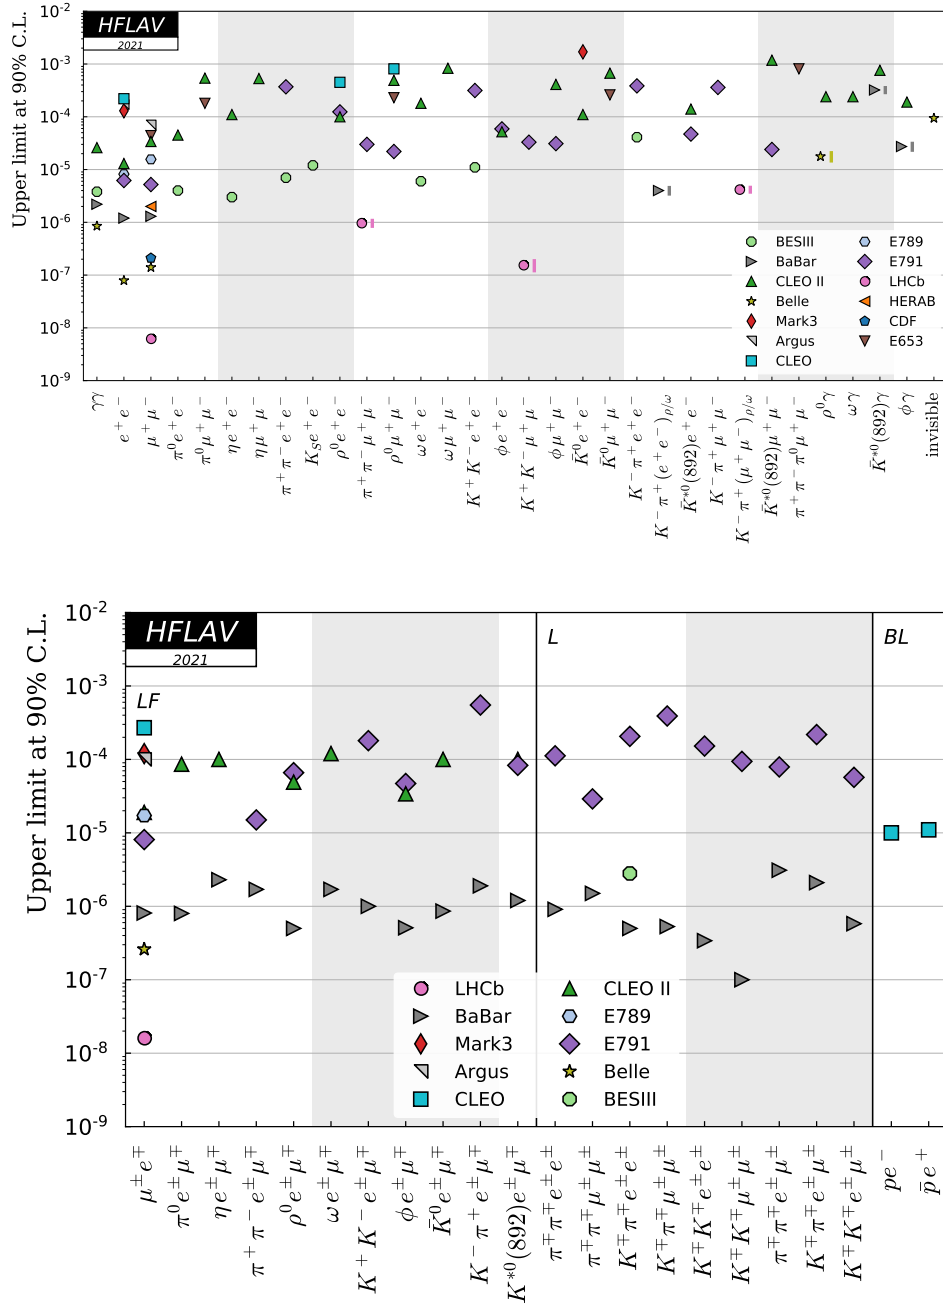 Upper limit at 90% C.L.
HFLAV
2021
10⁻²
10⁻³
10⁻⁴
10⁻⁵
10⁻⁶
10⁻⁷
10⁻⁸
10⁻⁹
BESIII
BaBar
CLEO II
Belle
Mark3
Argus
CLEO
E789
E791
LHCb
HERAB
CDF
E653
γγ
e⁺e⁻
μ⁺μ⁻
π⁰e⁺e⁻
π⁰μ⁺μ⁻
ηe⁺e⁻
ημ⁺μ⁻
π⁺π⁻e⁺e⁻
K_S e⁺e⁻
ρ⁰e⁺e⁻
π⁺π⁻μ⁺μ⁻
ρ⁰μ⁺μ⁻
ωe⁺e⁻
ωμ⁺μ⁻
K⁺K⁻e⁺e⁻
ϕe⁺e⁻
K⁺K⁻μ⁺μ⁻
ϕμ⁺μ⁻
K̄⁰e⁺e⁻
K̄⁰μ⁺μ⁻
K⁻π⁺e⁺e⁻
K⁻π⁺(e⁺e⁻)ρ/ω
K̄*⁰(892)e⁺e⁻
K⁻π⁺μ⁺μ⁻
K⁻π⁺(μ⁺μ⁻)ρ/ω
K̄*⁰(892)μ⁺μ⁻
π⁺π⁻π⁰μ⁺μ⁻
ρ⁰γ
ωγ
K̄*⁰(892)γ
ϕγ
invisible
Upper limit at 90% C.L.
HFLAV
2021
LF
L
BL
10⁻²
10⁻³
10⁻⁴
10⁻⁵
10⁻⁶
10⁻⁷
10⁻⁸
10⁻⁹
LHCb
BaBar
Mark3
Argus
CLEO
CLEO II
E789
E791
Belle
BESIII
μ±e∓
π⁰e±μ∓
ηe±μ∓
π⁺π⁻e±μ∓
ρ⁰e±μ∓
ωe±μ∓
K⁺K⁻e±μ∓
ϕe±μ∓
K̄⁰e±μ∓
K⁻π⁺e±μ∓
K*⁰(892)e±μ∓
π∓π∓e±e±
π∓π∓μ±μ±
K∓π∓e±e±
K∓π∓μ±μ±
K∓K∓e±e±
K∓K∓μ±μ±
π∓π∓e±μ±
K∓π∓e±μ±
K∓K∓e±μ±
pe⁻
p̄e⁺